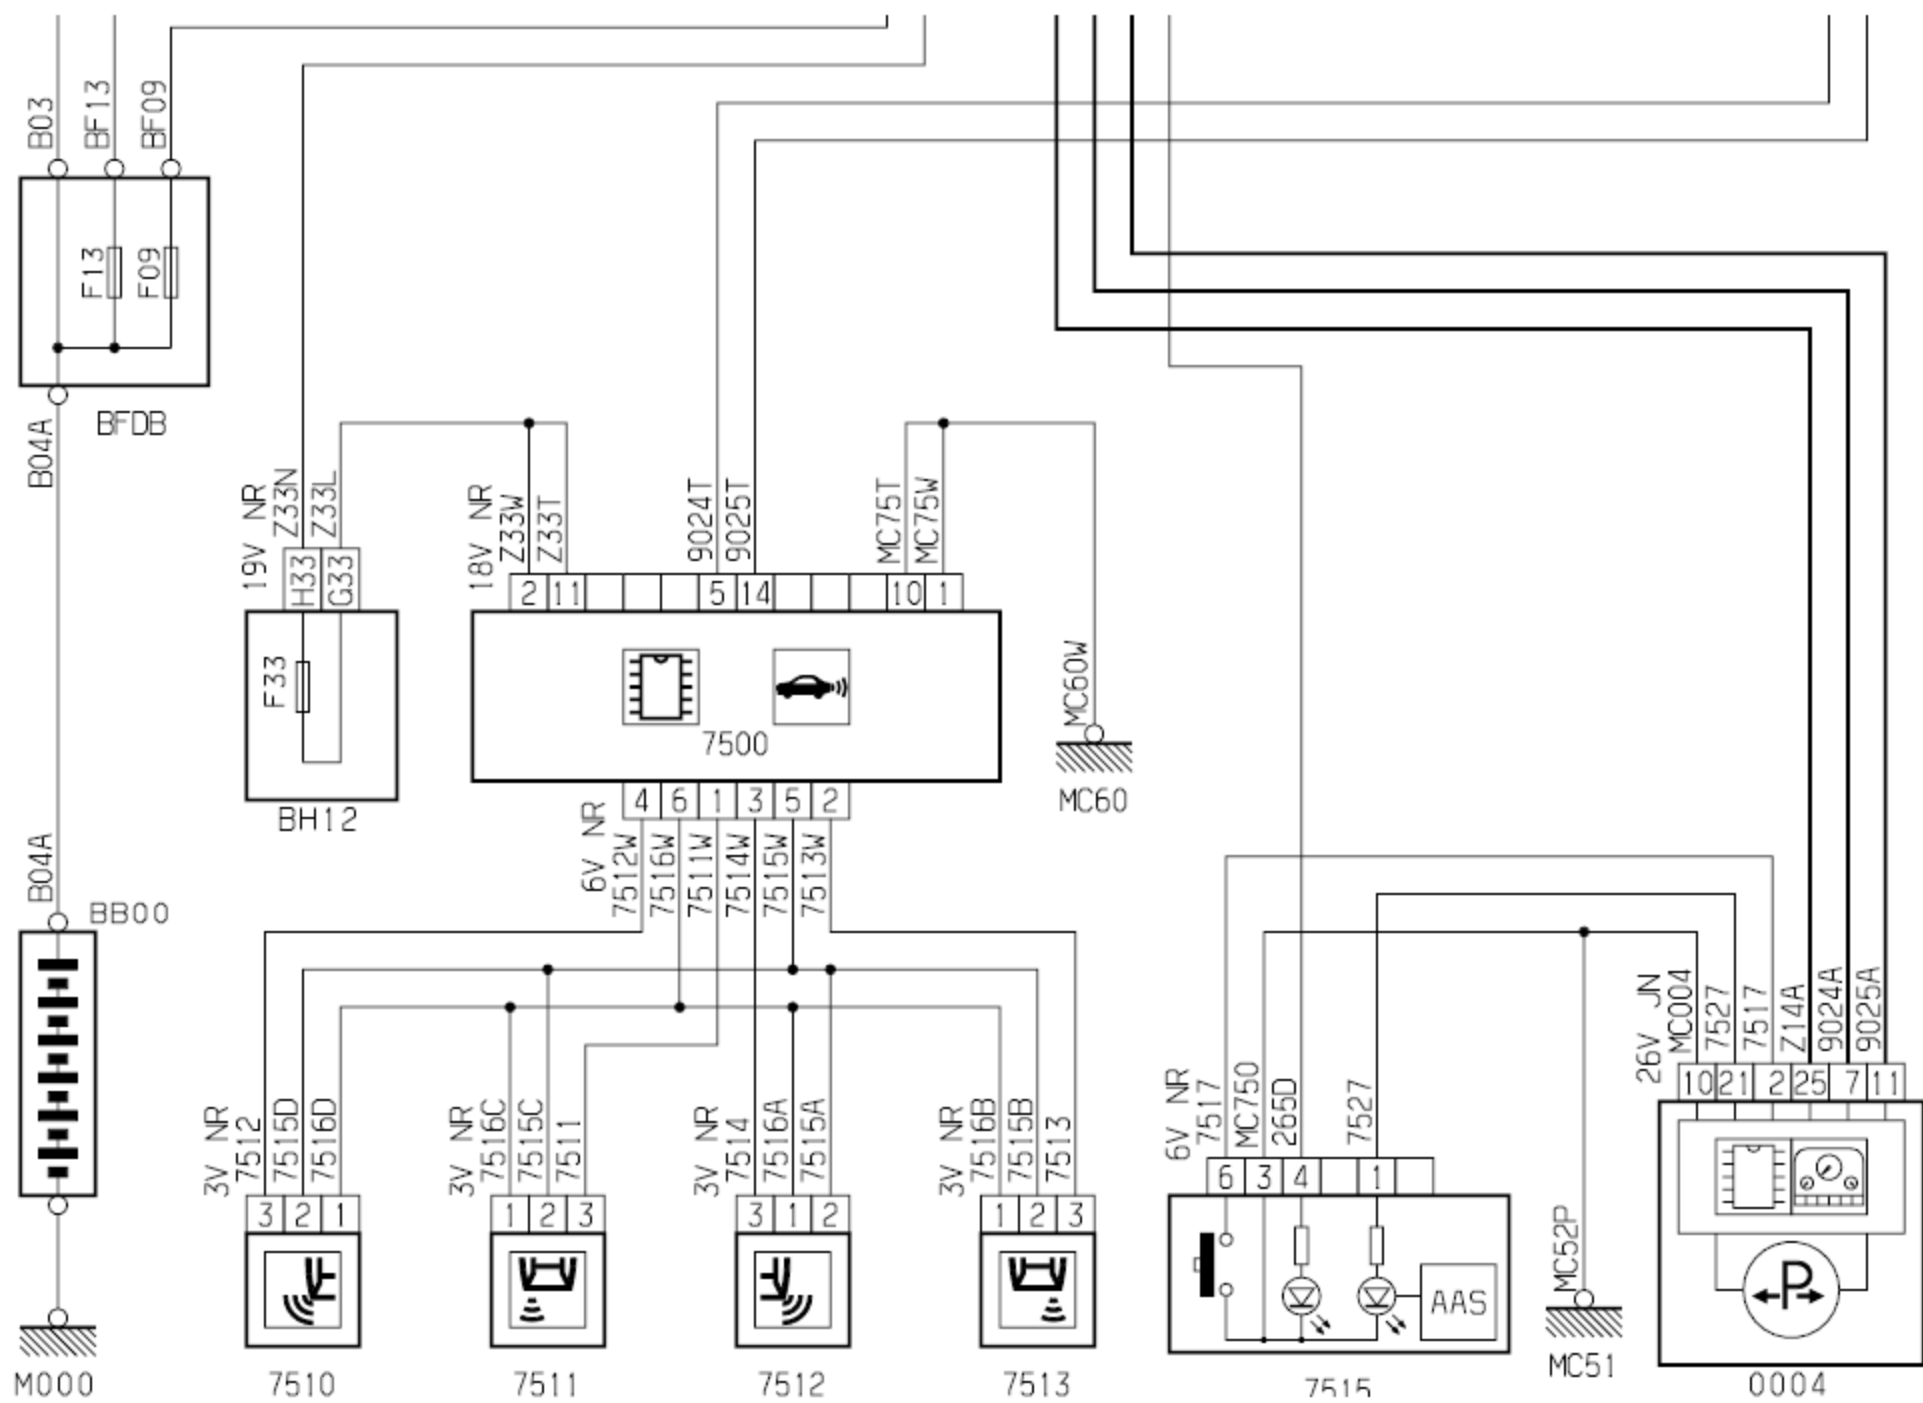 B03
BF13
BF09
F13
F09
BFDB
B04A
19V NR
Z33N
Z33L
H33
G33
F33
BH12
18V NR
Z33W
Z33T
9024T
9025T
MC75T
MC75W
2 11 5 14 10 1
7500
MC60W
MC60
4 6 1 3 5 2
6V NR
7512W
7516W
7511W
7514W
7515W
7513W
B04A
BB00
M000
3V NR
7512
7515D
7516D
3 2 1
7510
3V NR
7516C
7515C
7511
1 2 3
7511
3V NR
7514
7516A
7515A
3 1 2
7512
3V NR
7516B
7515B
7513
1 2 3
7513
6V NR
7517
MC750
265D
7527
6 3 4 1
AAS
7515
MC52P
MC51
26V JN
MC004
7527
7517
Z14A
9024A
9025A
10 21 2 25 7 11
P
0004